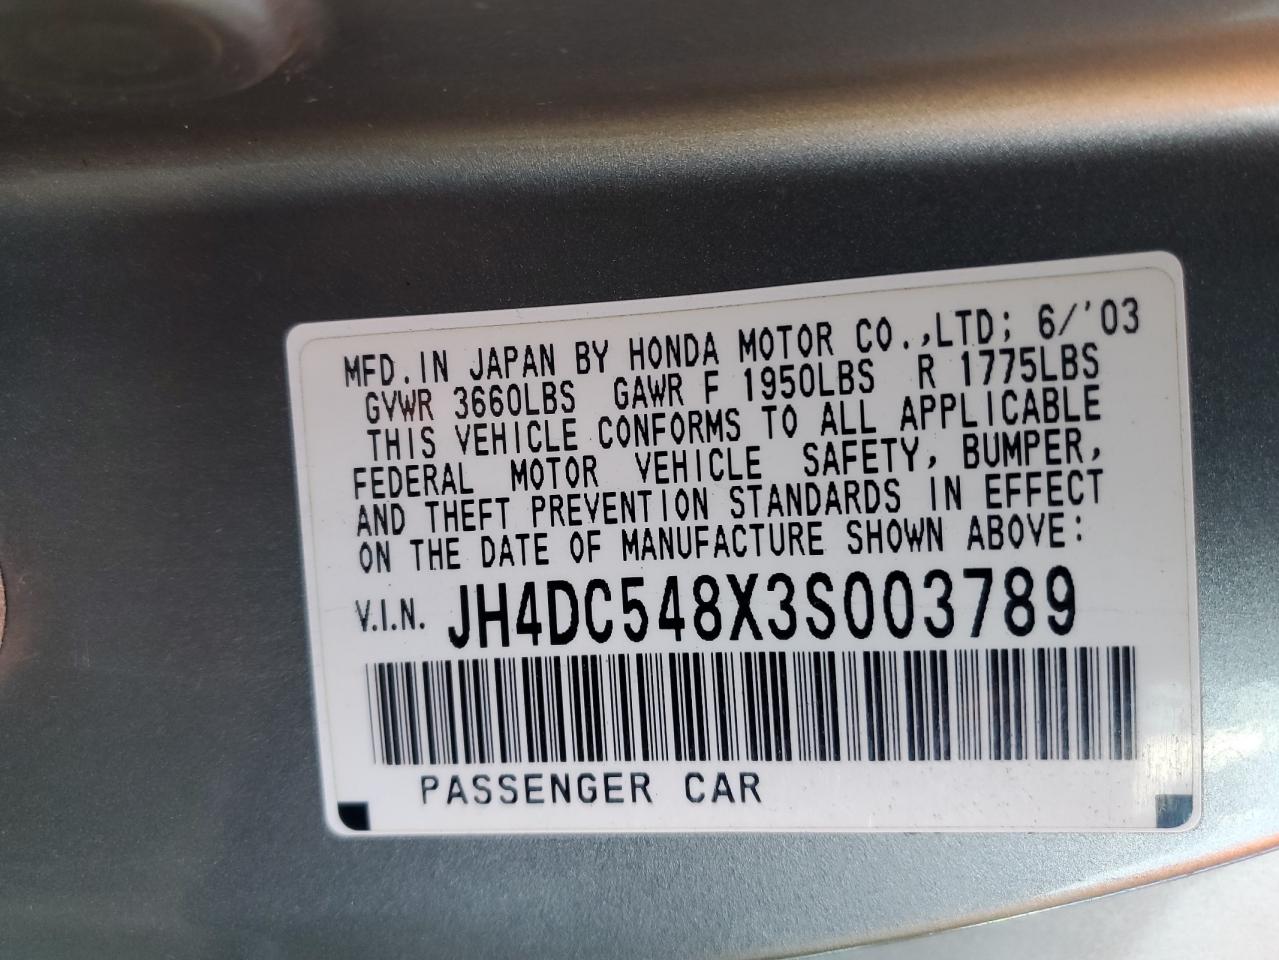 MFD. IN JAPAN BY HONDA MOTOR CO.,LTD; 6/'03
GVWR 3660LBS GAWR F 1950LBS R 1775LBS
THIS VEHICLE CONFORMS TO ALL APPLICABLE
FEDERAL MOTOR VEHICLE SAFETY, BUMPER,
AND THEFT PREVENTION STANDARDS IN EFFECT
ON THE DATE OF MANUFACTURE SHOWN ABOVE:
V.I.N. JH4DC548X3S003789
PASSENGER CAR